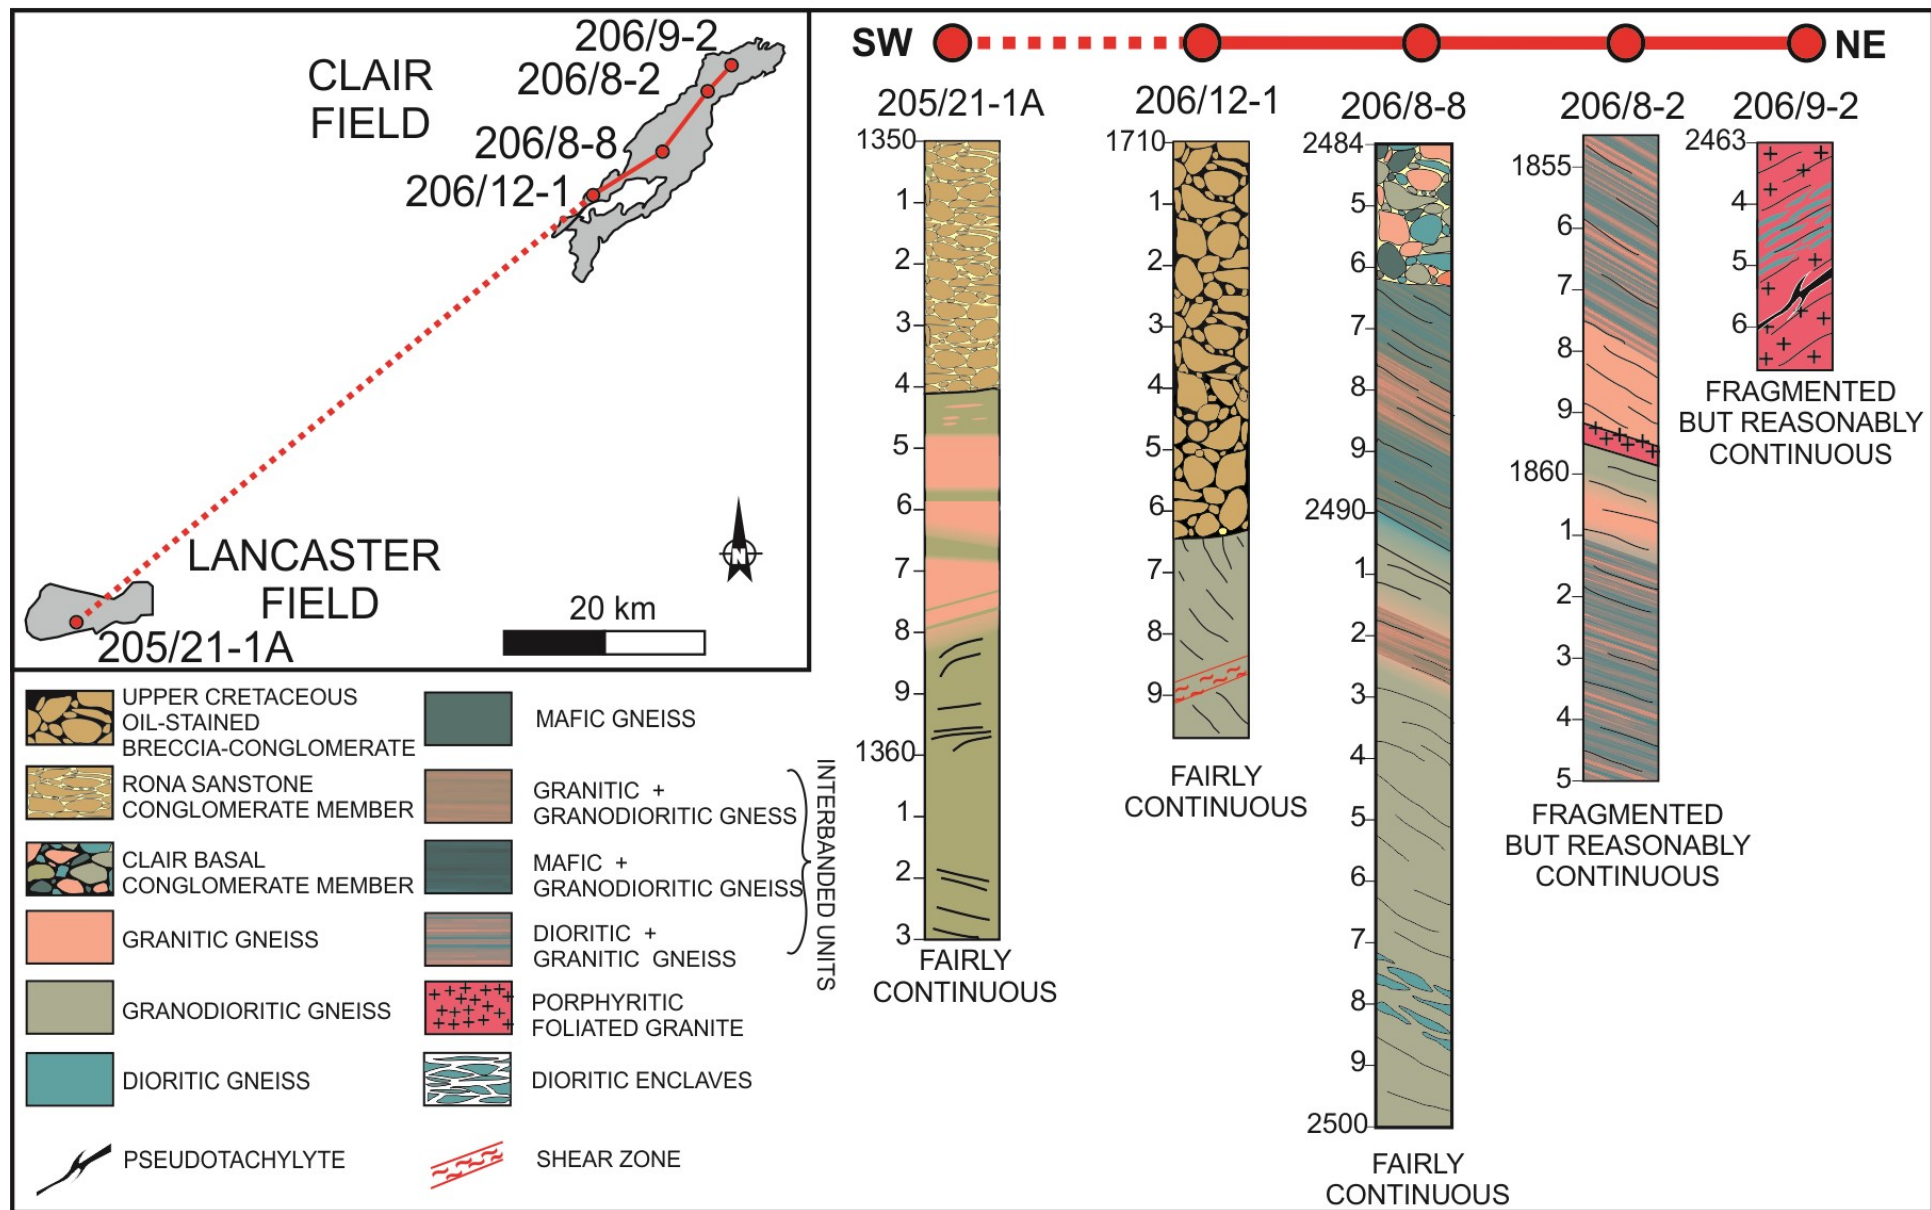 CLAIR
FIELD
206/9-2
206/8-2
206/8-8
206/12-1
LANCASTER
FIELD
205/21-1A
N
20 km
SW
NE
205/21-1A
1350
1
2
3
4
5
6
7
8
9
1360
1
2
3
FAIRLY
CONTINUOUS
206/12-1
1710
1
2
3
4
5
6
7
8
9
FAIRLY
CONTINUOUS
206/8-8
2484
5
6
7
8
9
2490
1
2
3
4
5
6
7
8
9
2500
FAIRLY
CONTINUOUS
206/8-2
1855
6
7
8
9
1860
1
2
3
4
5
FRAGMENTED
BUT REASONABLY
CONTINUOUS
206/9-2
2463
4
5
6
FRAGMENTED
BUT REASONABLY
CONTINUOUS
UPPER CRETACEOUS
OIL-STAINED
BRECCIA-CONGLOMERATE
RONA SANSTONE
CONGLOMERATE MEMBER
CLAIR BASAL
CONGLOMERATE MEMBER
GRANITIC GNEISS
GRANODIORITIC GNEISS
DIORITIC GNEISS
PSEUDOTACHYLYTE
MAFIC GNEISS
GRANITIC +
GRANODIORITIC GNESS
MAFIC +
GRANODIORITIC GNEISS
DIORITIC +
GRANITIC GNEISS
INTERBANDED UNITS
PORPHYRITIC
FOLIATED GRANITE
DIORITIC ENCLAVES
SHEAR ZONE